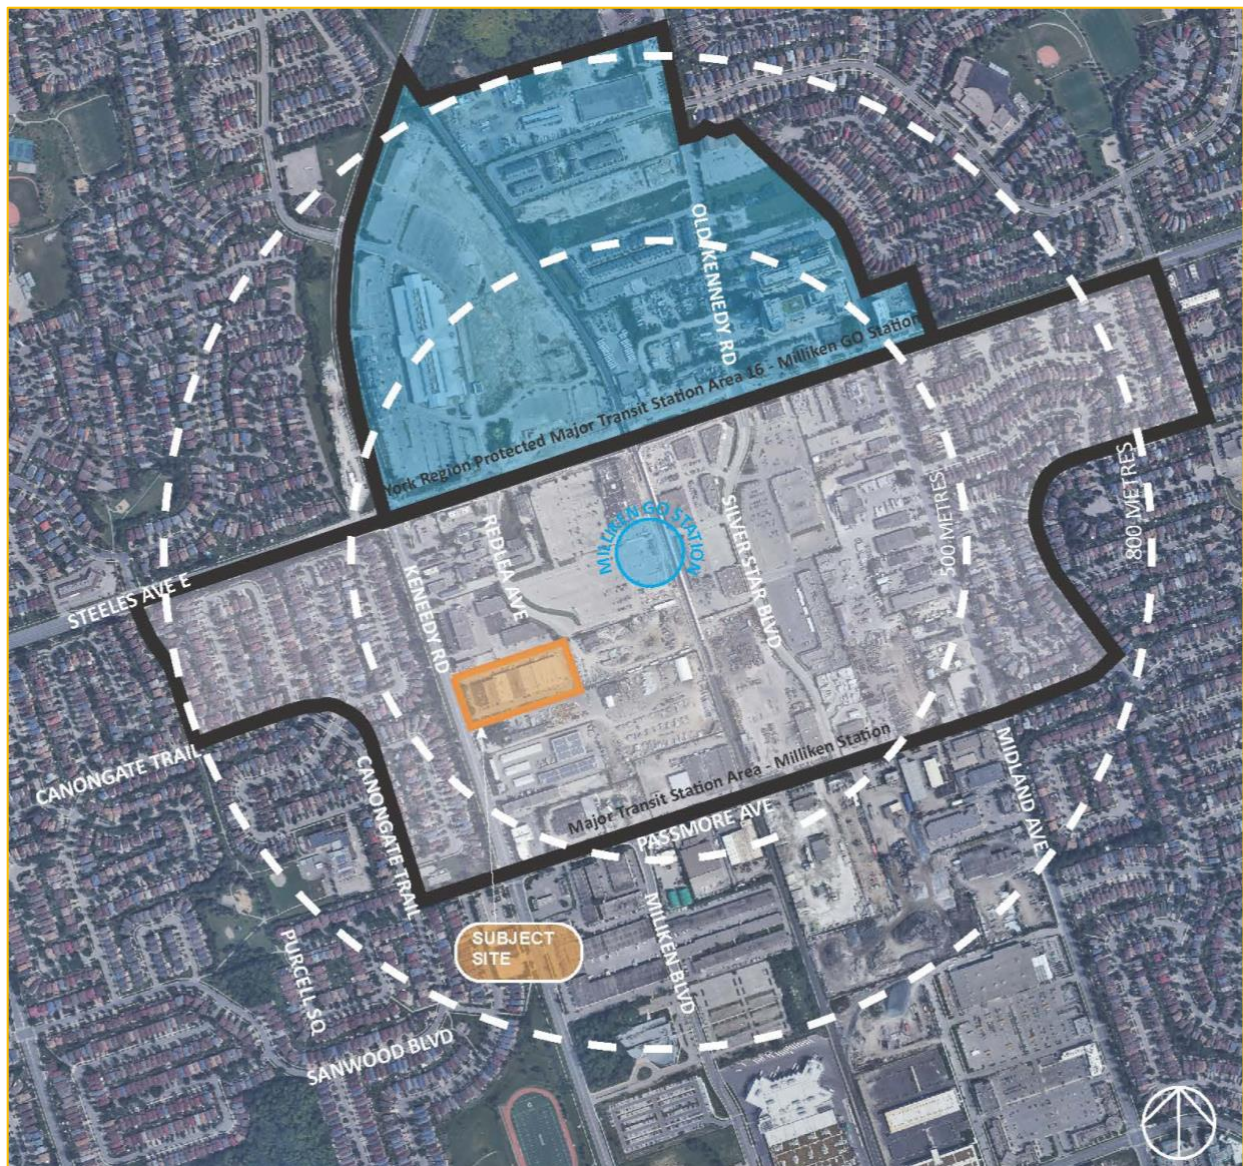 OLD KENNEDY RD
York Region Protected Major Transit Station Area 16 - Milliken GO Station
STEELES AVE E
KENEEDY RD
REDLEA AVE
MILLIKEN GO STATION
SILVER STAR BLVD
500 METRES
800 METRES
CANONGATE TRAIL
CANONGATE TRAIL
Major Transit Station Area - Milliken Station
PASSMORE AVE
MIDLAND AVE
MILIKEN BLVD
SUBJECT
SITE
PURCELL SQ
SANWOOD BLVD